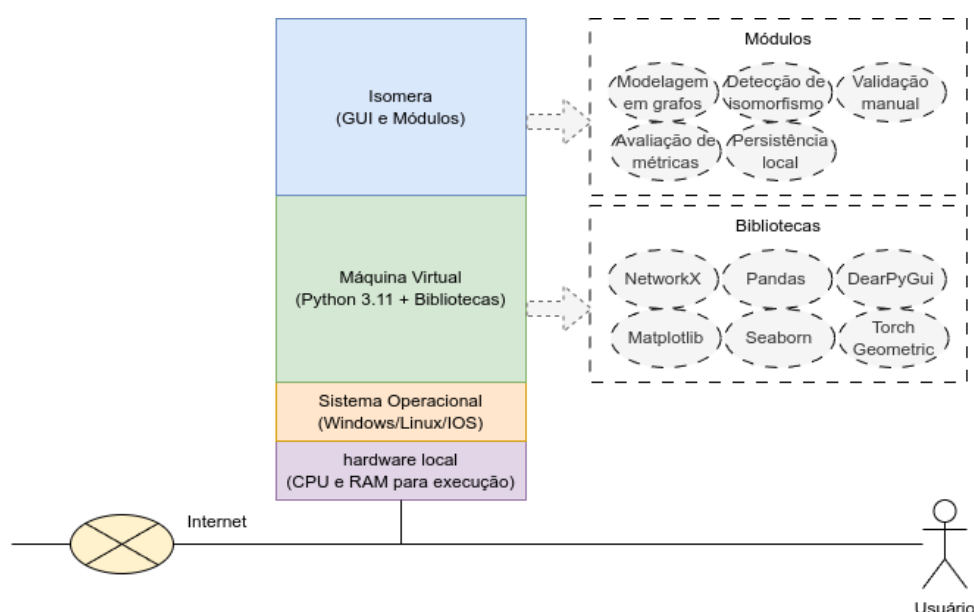 Isomera
(GUI e Módulos)
Módulos
Modelagem
em grafos
Detecção de
isomorfismo
Validação
manual
Avaliação de
métricas
Persistência
local
Máquina Virtual
(Python 3.11 + Bibliotecas)
Bibliotecas
NetworkX
Pandas
DearPyGui
Matplotlib
Seaborn
Torch
Geometric
Sistema Operacional
(Windows/Linux/IOS)
hardware local
(CPU e RAM para execução)
Internet
Usuário